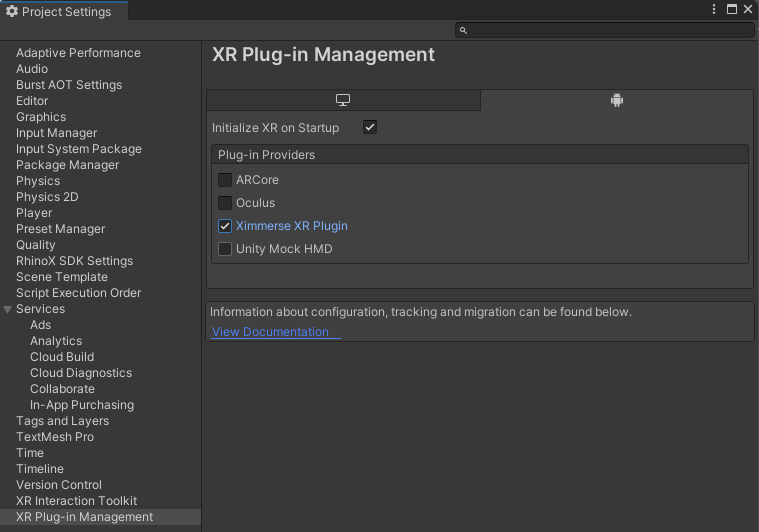 Project Settings
Adaptive Performance
Audio
Burst AOT Settings
Editor
Graphics
Input Manager
Input System Package
Package Manager
Physics
Physics 2D
Player
Preset Manager
Quality
RhinoX SDK Settings
Scene Template
Script Execution Order
Services
Ads
Analytics
Cloud Build
Cloud Diagnostics
Collaborate
In-App Purchasing
Tags and Layers
TextMesh Pro
Time
Timeline
Version Control
XR Interaction Toolkit
XR Plug-in Management
XR Plug-in Management
Initialize XR on Startup
Plug-in Providers
ARCore
Oculus
Ximmerse XR Plugin
Unity Mock HMD
Information about configuration, tracking and migration can be found below.
View Documentation